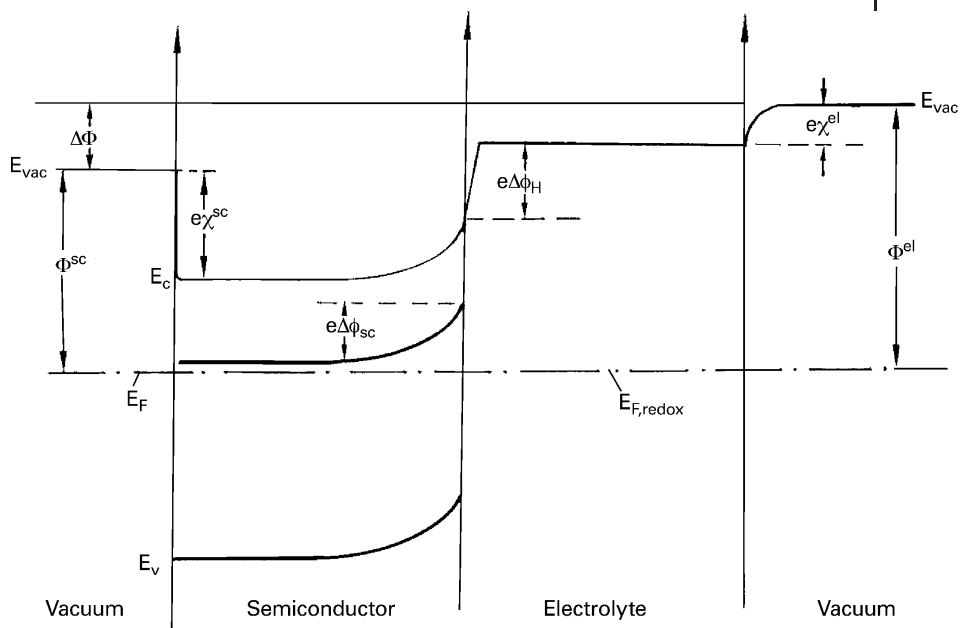 E_vac
ΔΦ
eχ^el
E_vac
eΔϕ_H
eχ^sc
Φ^sc
Φ^el
E_c
eΔϕ_sc
E_F
E_F,redox
E_v
Vacuum Semiconductor Electrolyte Vacuum